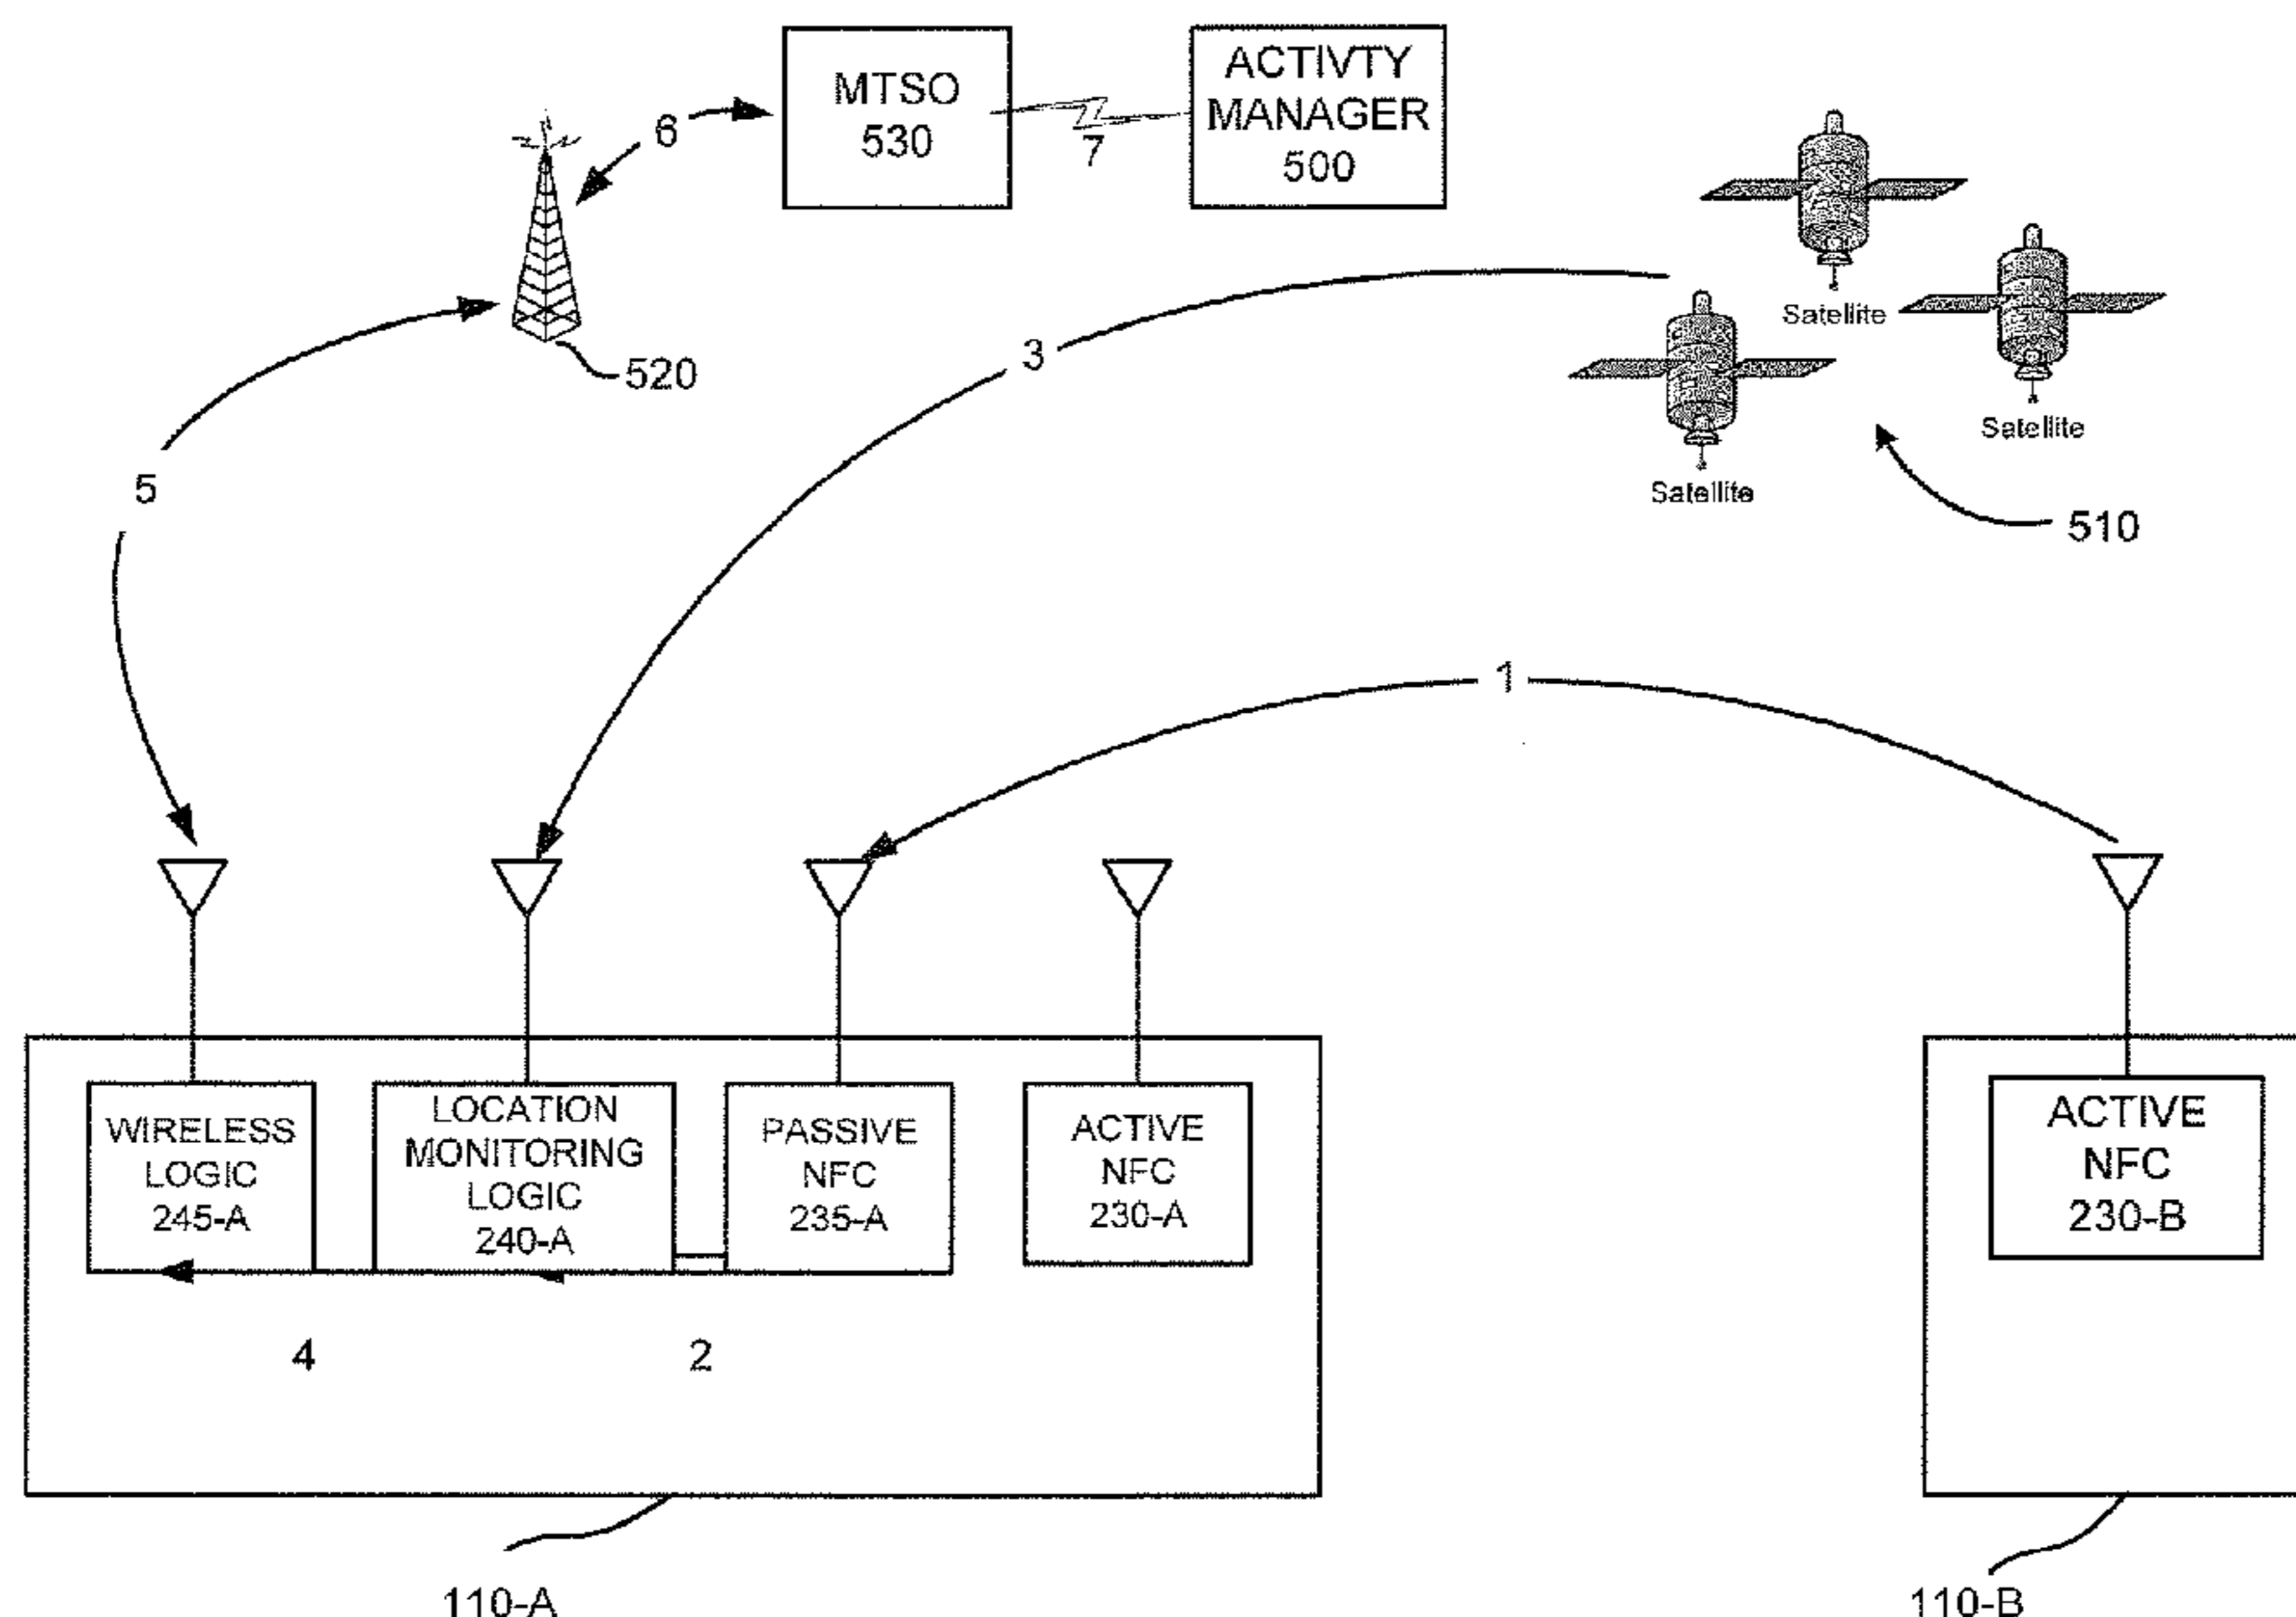 MTSO
530
ACTIVTY
MANAGER
500
6
7
Satellite
Satellite
Satellite
510
520
3
5
1
WIRELESS
LOGIC
245-A
LOCATION
MONITORING
LOGIC
240-A
PASSIVE
NFC
235-A
ACTIVE
NFC
230-A
ACTIVE
NFC
230-B
4
2
110-A
110-B